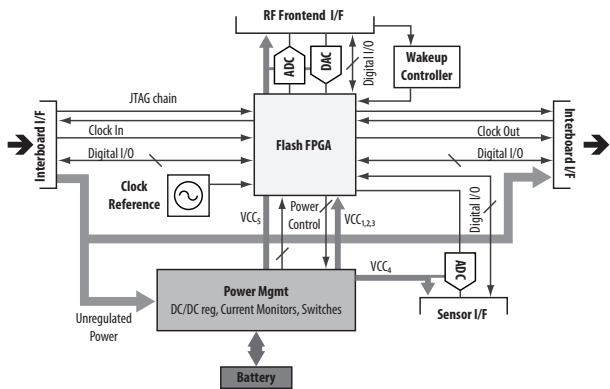 RF Frontend I/F
ADC
DAC
Digital I/O
Wakeup
Controller
Interboard I/F
JTAG chain
Clock In
Digital I/O
Flash FPGA
Clock Out
Digital I/O
Interboard I/F
Clock
Reference
VCC5
Power
Control
VCC1,2,3
Digital I/O
VCC4
ADC
Power Mgmt
DC/DC reg, Current Monitors, Switches
Unregulated
Power
Sensor I/F
Battery